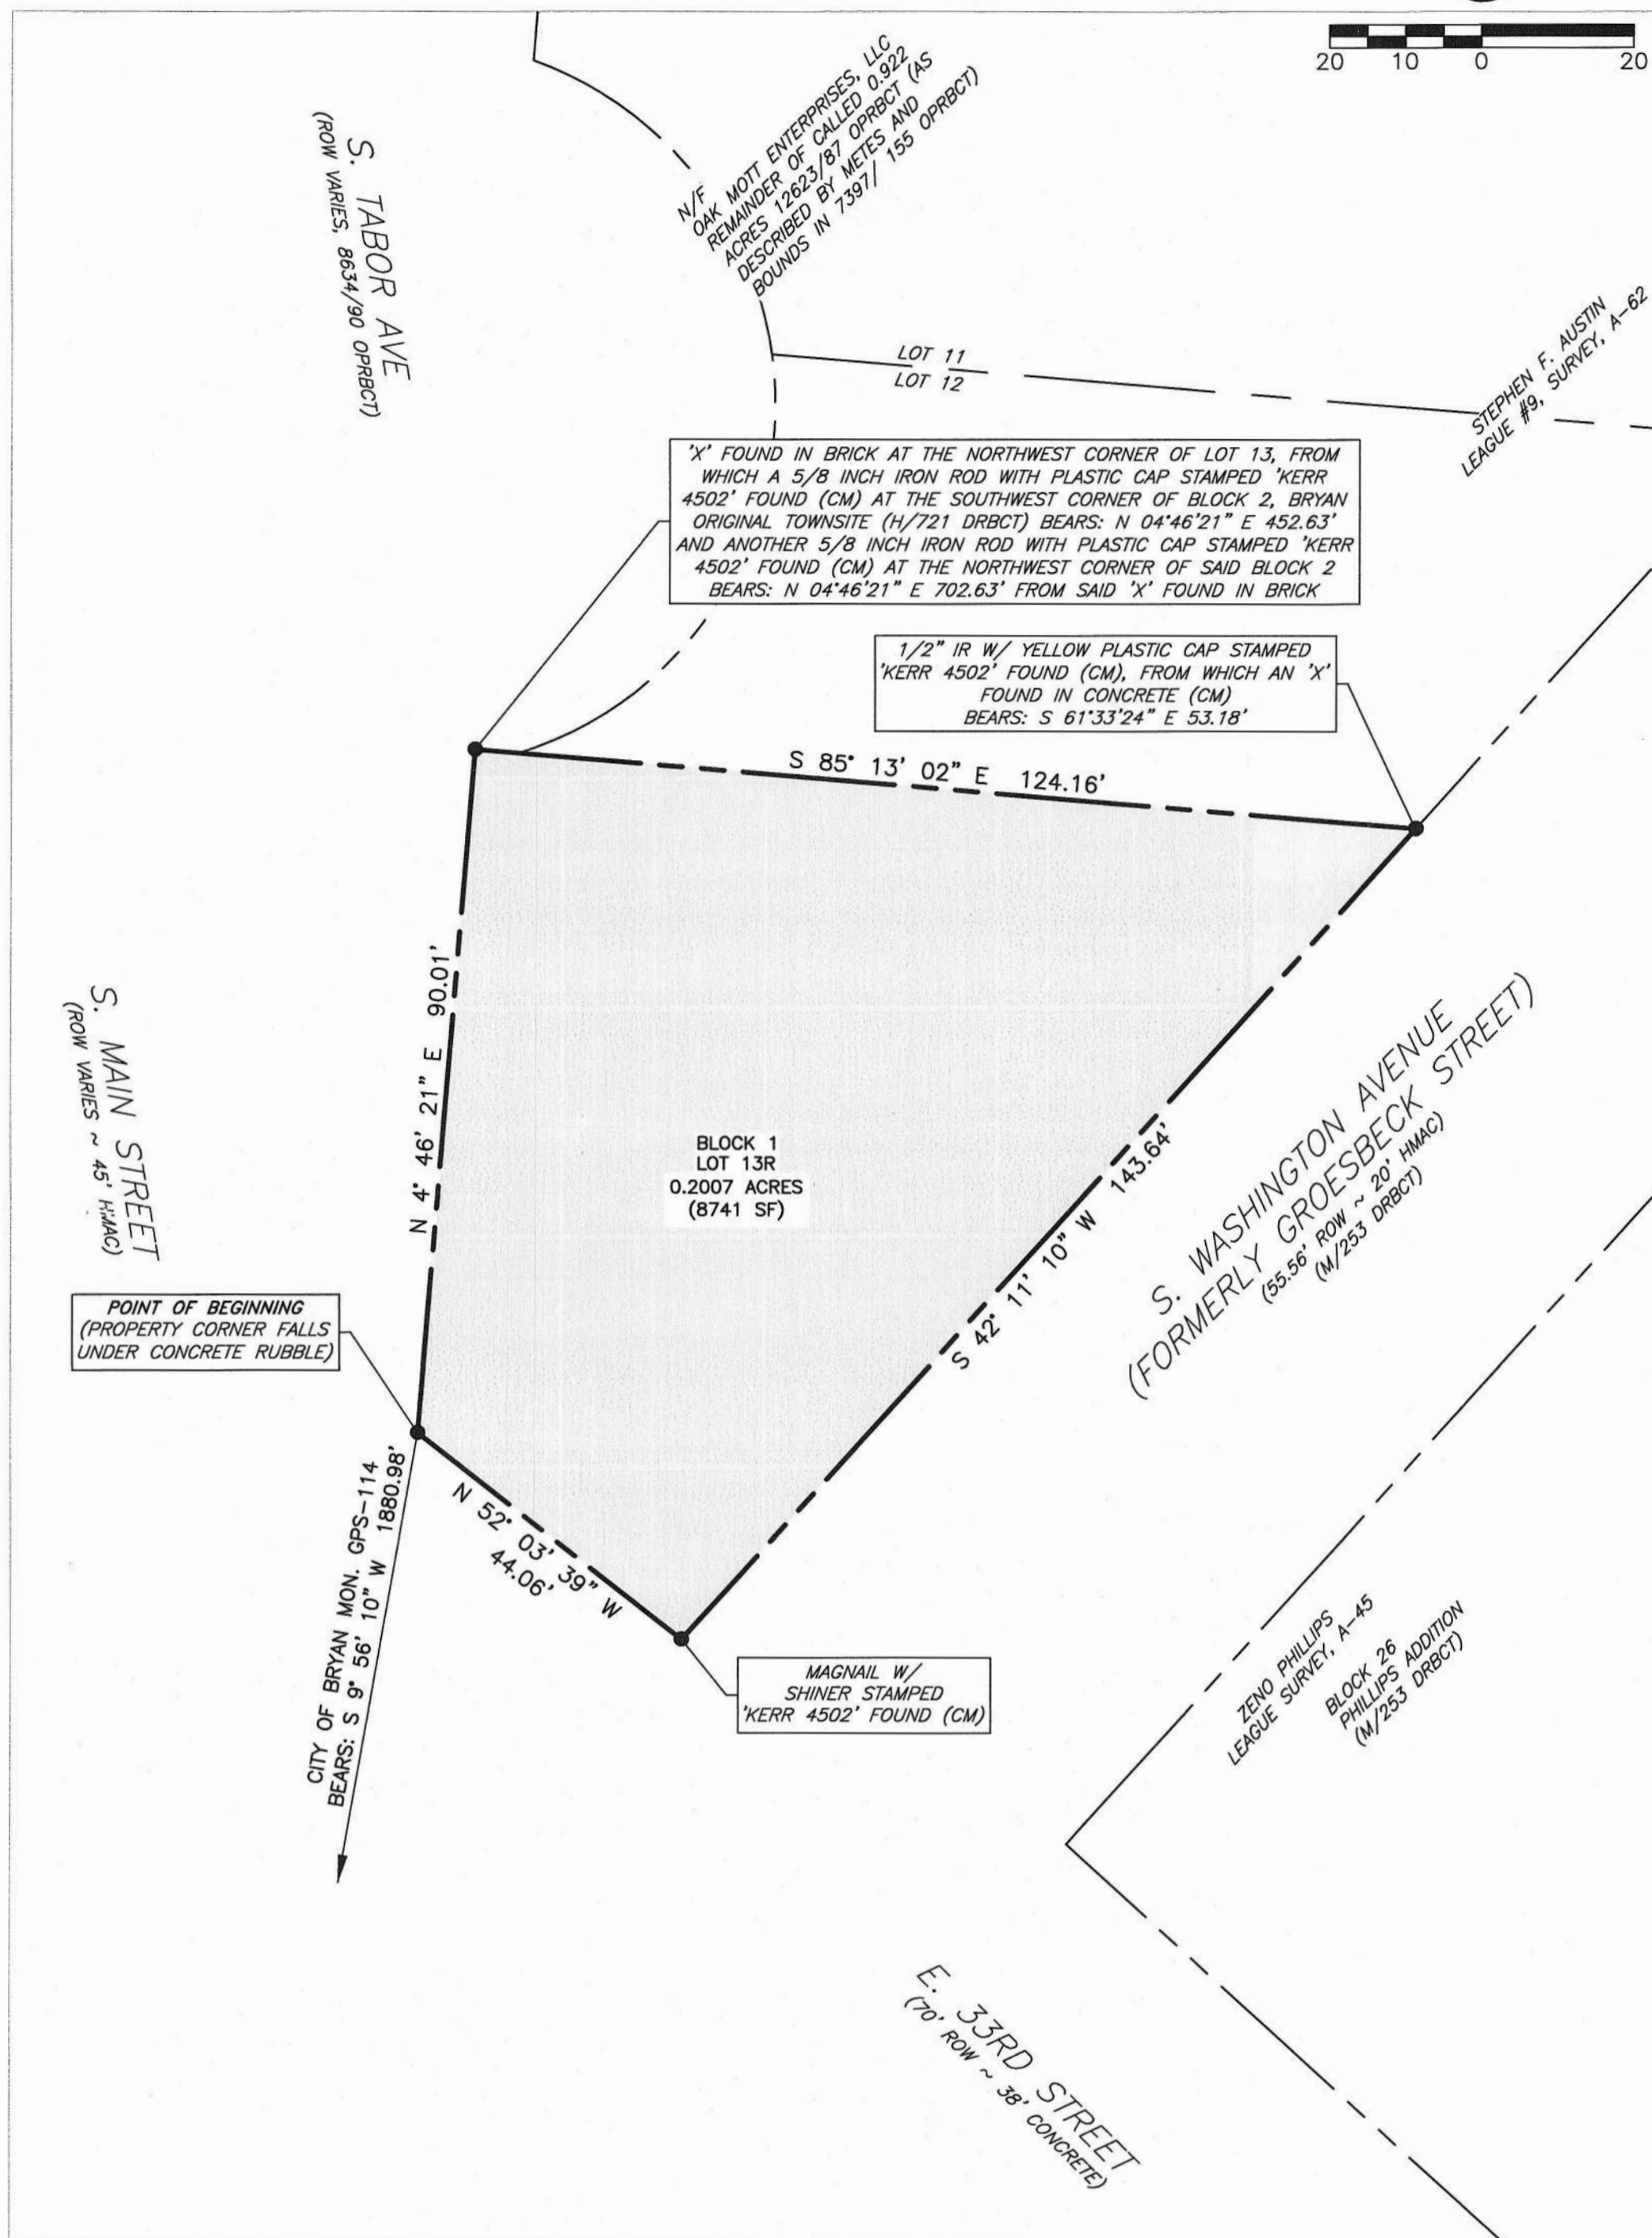 20 10 0 20
N/F
OAK MOTT ENTERPRISES, LLC
REMAINDER OF CALLED 0.922
ACRES 12623/87 OPRBCT (AS
DESCRIBED BY METES AND
BOUNDS IN 7397/ 155 OPRBCT)
S. TABOR AVE
(ROW VARIES, 8634/90 OPRBCT)
LOT 11
LOT 12
STEPHEN F. AUSTIN
LEAGUE #9, SURVEY, A-62
'X' FOUND IN BRICK AT THE NORTHWEST CORNER OF LOT 13, FROM
WHICH A 5/8 INCH IRON ROD WITH PLASTIC CAP STAMPED 'KERR
4502' FOUND (CM) AT THE SOUTHWEST CORNER OF BLOCK 2, BRYAN
ORIGINAL TOWNSITE (H/721 DRBCT) BEARS: N 04°46'21" E 452.63'
AND ANOTHER 5/8 INCH IRON ROD WITH PLASTIC CAP STAMPED 'KERR
4502' FOUND (CM) AT THE NORTHWEST CORNER OF SAID BLOCK 2
BEARS: N 04°46'21" E 702.63' FROM SAID 'X' FOUND IN BRICK
1/2" IR W/ YELLOW PLASTIC CAP STAMPED
'KERR 4502' FOUND (CM), FROM WHICH AN 'X'
FOUND IN CONCRETE (CM)
BEARS: S 61°33'24" E 53.18'
S 85° 13' 02" E 124.16'
N 4° 46' 21" E 90.01'
S. MAIN STREET
(ROW VARIES ~ 45' HMAC)
BLOCK 1
LOT 13R
0.2007 ACRES
(8741 SF)
S 42° 11' 10" W 143.64'
S. WASHINGTON AVENUE
(FORMERLY GROESBECK STREET)
(55.56' ROW ~ 20' HMAC)
(M/253 DRBCT)
POINT OF BEGINNING
(PROPERTY CORNER FALLS
UNDER CONCRETE RUBBLE)
CITY OF BRYAN MON. GPS-114
BEARS: S 9° 56' 10" W 1880.98'
N 52° 03' 39" W
44.06'
MAGNAIL W/
SHINER STAMPED
'KERR 4502' FOUND (CM)
ZENO PHILLIPS
LEAGUE SURVEY, A-45
BLOCK 26
PHILLIPS ADDITION
(M/253 DRBCT)
E. 33RD STREET
(70' ROW ~ 38' CONCRETE)